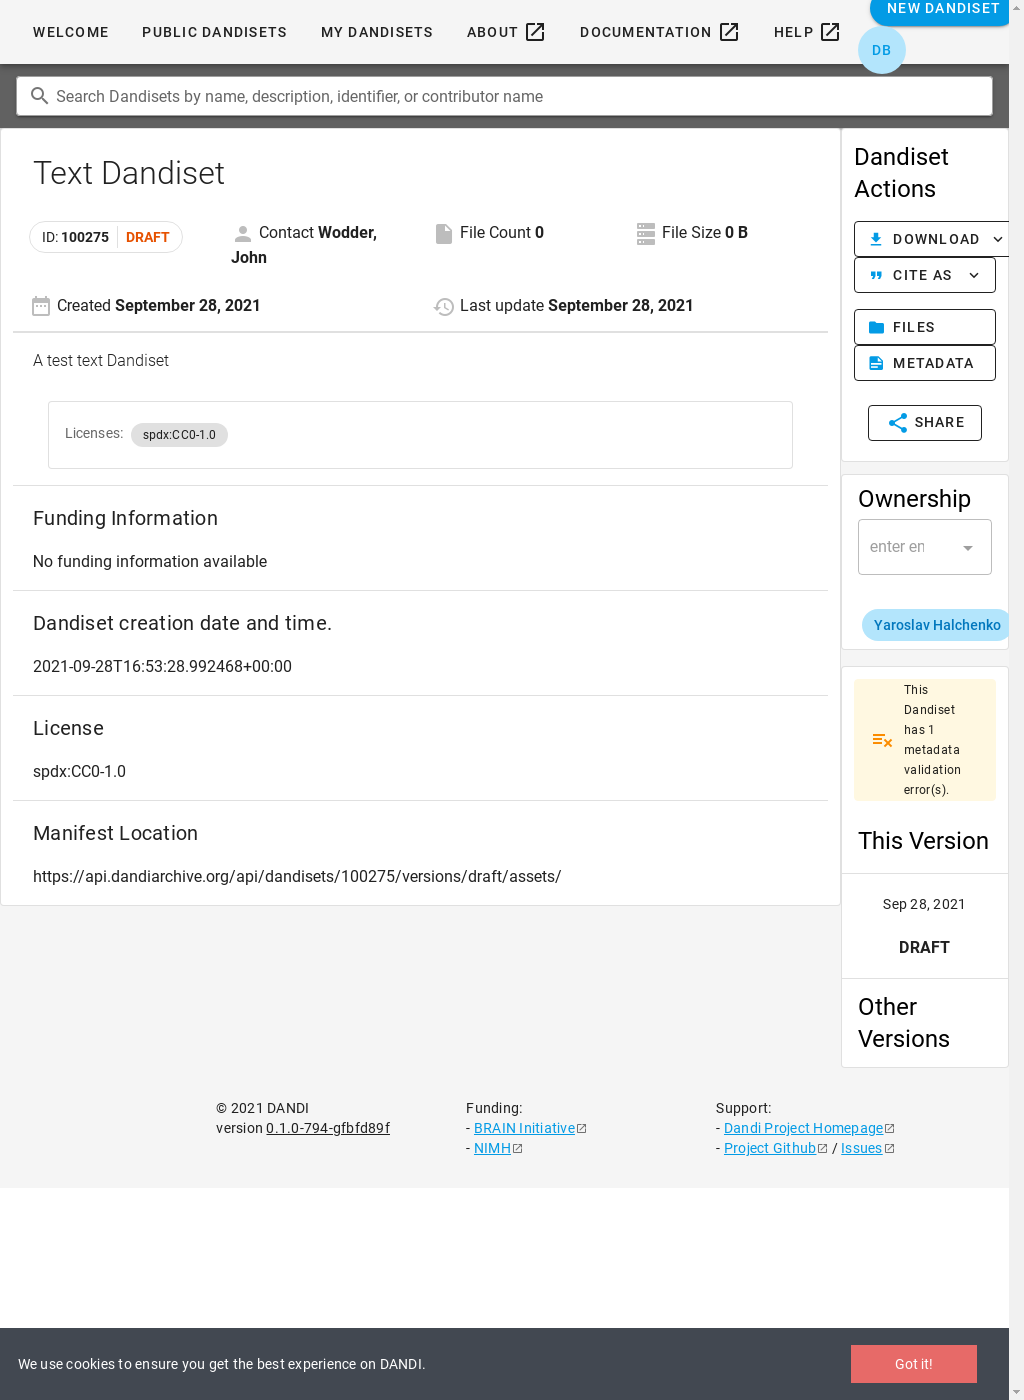 WELCOME PUBLIC DANDISETS MY DANDISETS ABOUT DOCUMENTATION HELP
NEW DANDISET
DB
Search Dandisets by name, description, identifier, or contributor name
Text Dandiset
ID: 100275 DRAFT
Contact Wodder,
John
File Count 0
File Size 0 B
Created September 28, 2021
Last update September 28, 2021
A test text Dandiset
Licenses: spdx:CC0-1.0
Funding Information
No funding information available
Dandiset creation date and time.
2021-09-28T16:53:28.992468+00:00
License
spdx:CC0-1.0
Manifest Location
https://api.dandiarchive.org/api/dandisets/100275/versions/draft/assets/
Dandiset
Actions
DOWNLOAD
CITE AS
FILES
METADATA
SHARE
Ownership
enter en
Yaroslav Halchenko
This
Dandiset
has 1
metadata
validation
error(s).
This Version
Sep 28, 2021
DRAFT
Other
Versions
© 2021 DANDI
version 0.1.0-794-gfbfd89f
Funding:
- BRAIN Initiative
- NIMH
Support:
- Dandi Project Homepage
- Project Github / Issues
We use cookies to ensure you get the best experience on DANDI.
Got it!